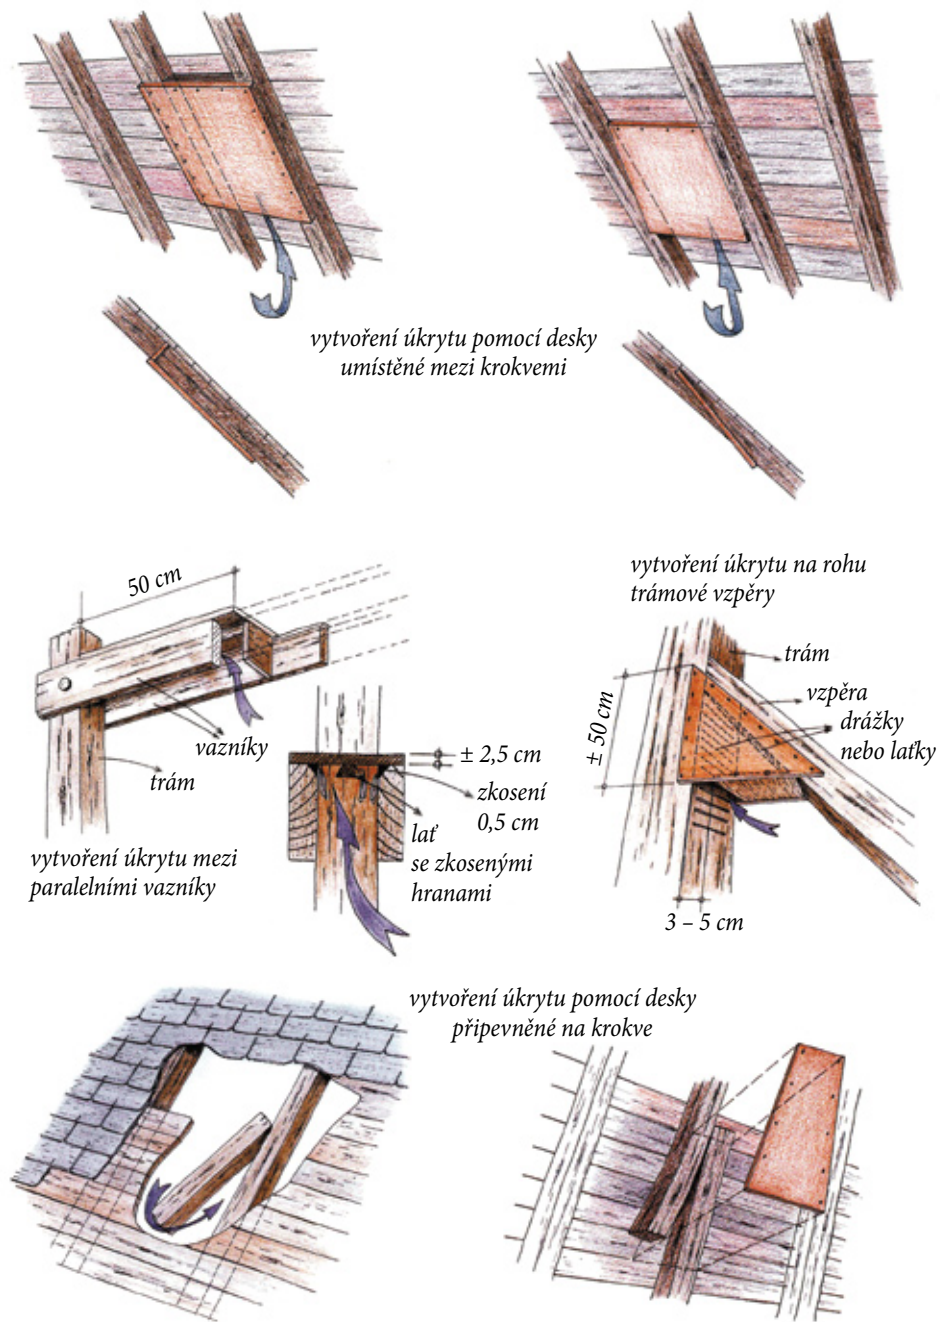 vytvoření úkrytu pomocí desky
umístěné mezi krokvemi
vytvoření úkrytu na rohu
trámové vzpěry
50 cm
vazníky
trám
vytvoření úkrytu mezi
paralelními vazníky
± 2,5 cm
zkosení
0,5 cm
lať
se zkosenými
hranami
± 50 cm
trám
vzpěra
drážky
nebo laťky
3 – 5 cm
vytvoření úkrytu pomocí desky
připevněné na krokve